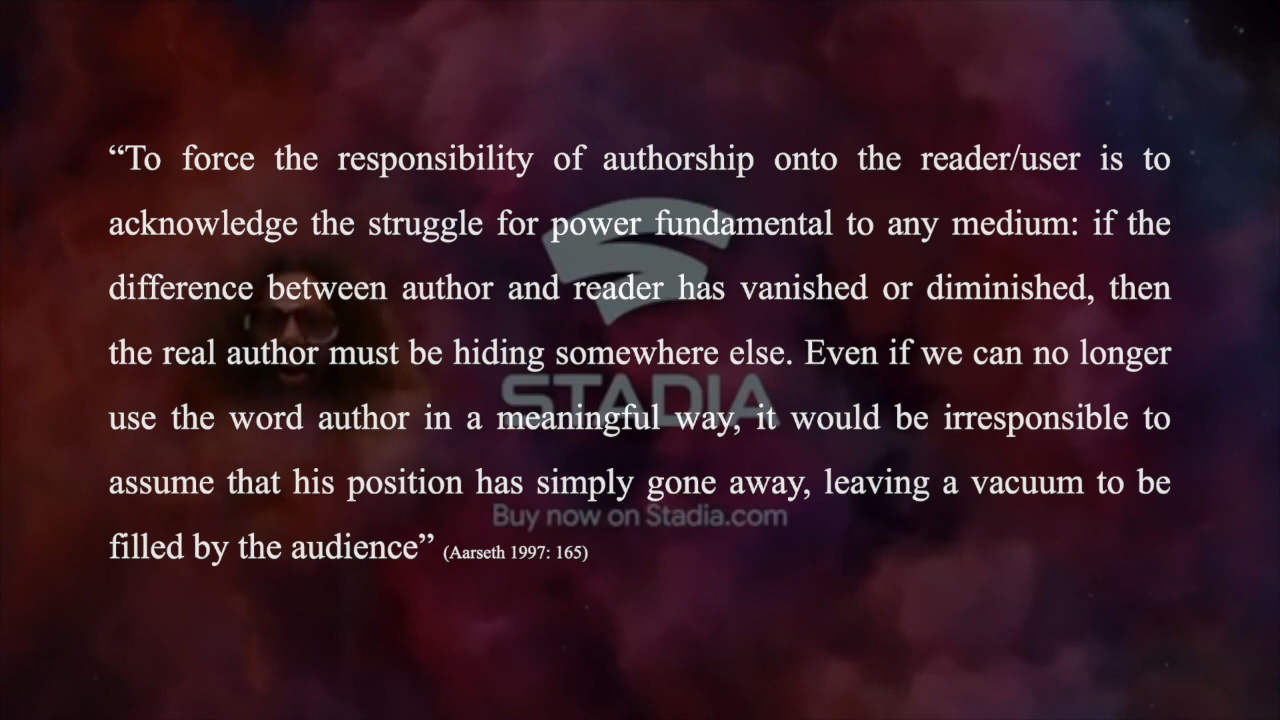 “To force the responsibility of authorship onto the reader/user is to
acknowledge the struggle for power fundamental to any medium: if the
difference between author and reader has vanished or diminished, then
the real author must be hiding somewhere else. Even if we can no longer
use the word author in a meaningful way, it would be irresponsible to
assume that his position has simply gone away, leaving a vacuum to be
filled by the audience” (Aarseth 1997: 165)
STADIA
Buy now on Stadia.com